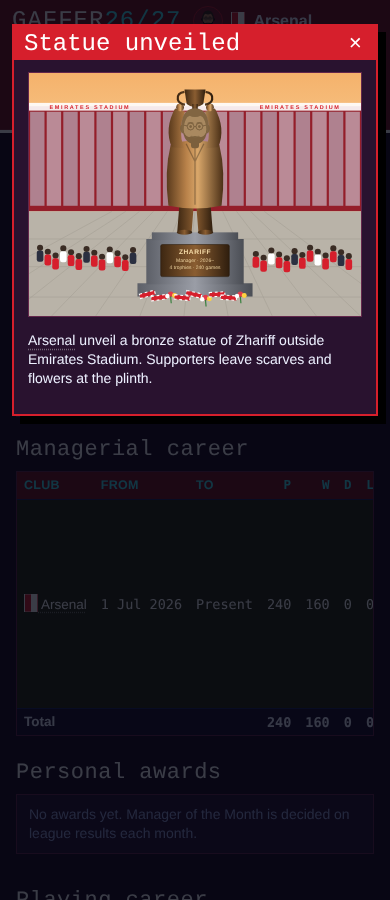 GAFFER26/27 Arsenal
Statue unveiled ×
EMIRATES STADIUM EMIRATES STADIUM
ZHARIFF
Manager · 2026–
4 trophies · 240 games
Arsenal unveil a bronze statue of Zhariff outside
Emirates Stadium. Supporters leave scarves and
flowers at the plinth.
Managerial career
CLUB FROM TO P W D L
Arsenal 1 Jul 2026 Present 240 160 0 0
Total 240 160 0 0
Personal awards
No awards yet. Manager of the Month is decided on
league results each month.
Playing career